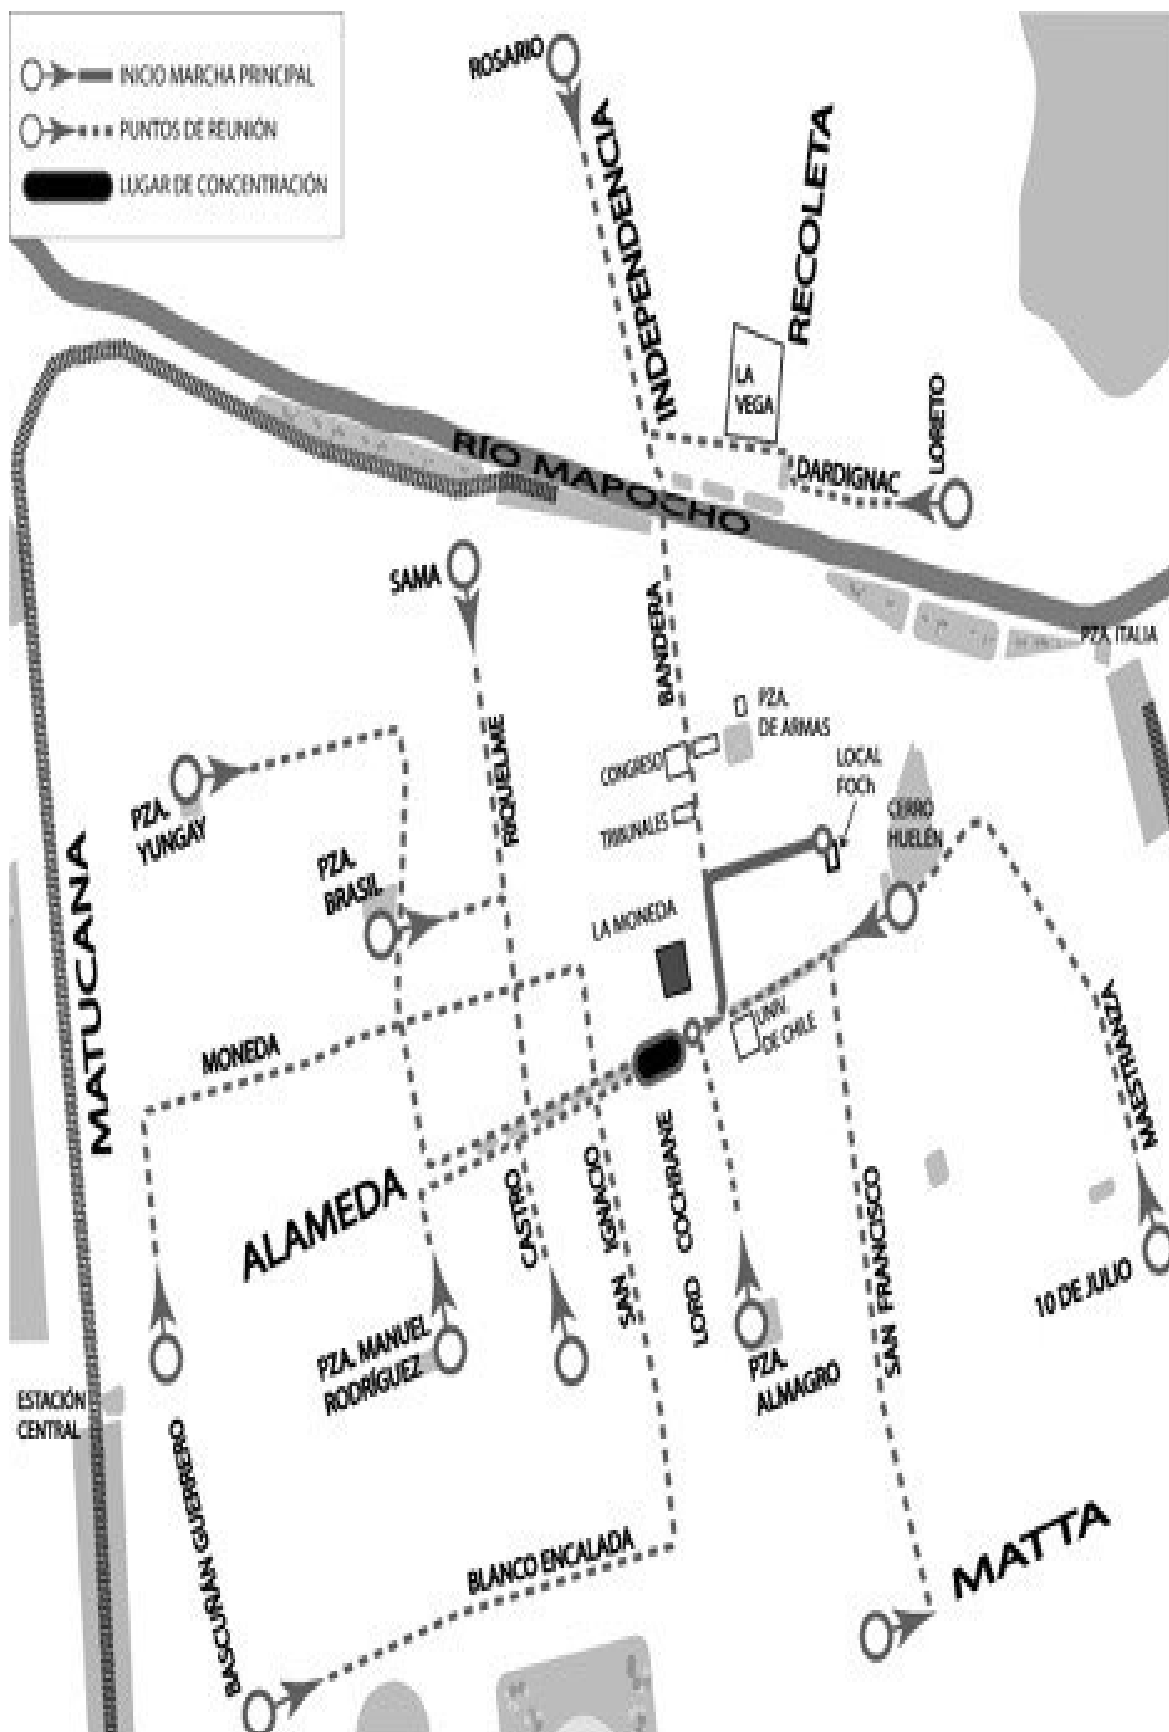 INICIO MARCHA PRINCIPAL
PUNTOS DE REUNIÓN
LUGAR DE CONCENTRACIÓN
ROSARIO
INDEPENDENCIA
RECOLETA
LA
VEGA
LORETO
DARDIGNAC
RÍO MAPOCHO
SAMA
BANDERA
PZA. ITALIA
PZA.
DE ARMAS
RIQUELME
CONGRESO
LOCAL
FOCh
PZA.
YUNGAY
TRIBUNALES
CERRO
HUELÉN
MATUCANA
PZA.
BRASIL
LA MONEDA
UNIV.
DE CHILE
MONEDA
MAESTRANZA
ALAMEDA
CASTRO
SAN IGNACIO
LORD COCHRANE
SAN FRANCISCO
10 DE JULIO
PZA. MANUEL
RODRÍGUEZ
PZA.
ALMAGRO
ESTACIÓN
CENTRAL
BASCURAN GUERRERO
BLANCO ENCALADA
MATTA